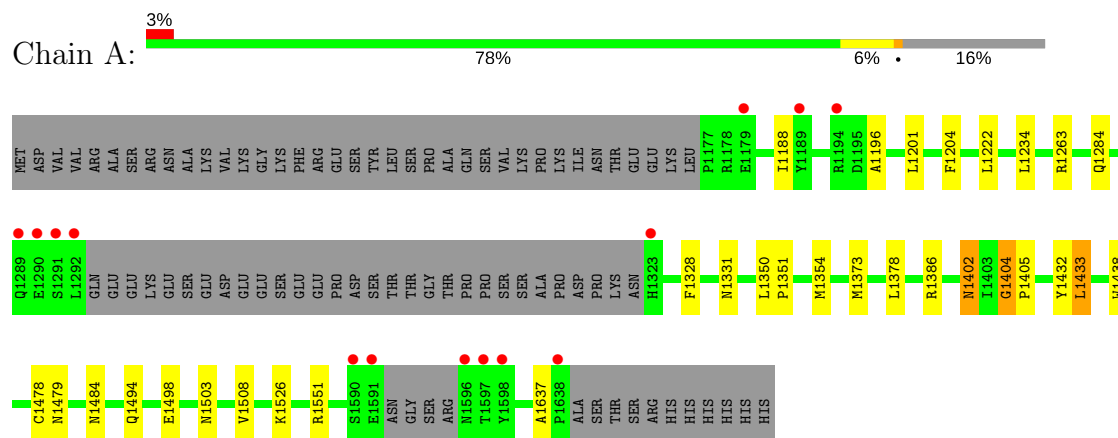 3%
Chain A:
78% 6% • 16%
MET ASP VAL VAL ARG ALA SER ARG ASN ALA LYS VAL LYS GLY LYS PHE ARG GLU SER TYR LEU SER PRO ALA GLN SER VAL LYS PRO LYS ILE ASN THR GLU GLU LYS LEU P1177 R1178 E1179 I1188 Y1189 R1194 D1195 A1196 L1201 F1204 L1222 L1234 R1263 Q1284
Q1289 E1290 S1291 L1292 GLN GLU GLU LYS GLU SER GLU ASP GLU GLU SER GLU GLU PRO ASP SER THR THR GLY THR PRO PRO SER SER ALA PRO ASP PRO LYS ASN H1323 F1328 N1331 L1350 P1351 M1354 M1373 L1378 R1386 N1402 I1403 G1404 P1405 Y1432 L1433 W1438
C1478 N1479 N1484 Q1494 E1498 N1503 V1508 K1526 R1551 S1590 E1591 ASN GLY SER ARG N1596 T1597 Y1598 A1637 P1638 ALA SER THR SER ARG HIS HIS HIS HIS HIS HIS